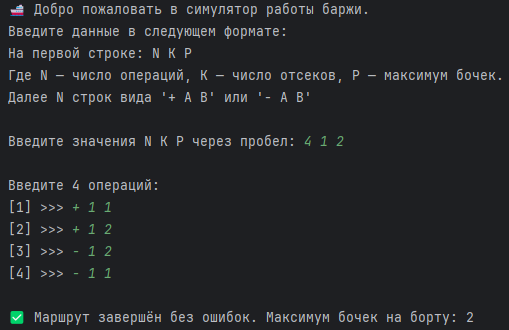 🚢 Добро пожаловать в симулятор работы баржи.
Введите данные в следующем формате:
На первой строке: N K P
Где N — число операций, K — число отсеков, P — максимум бочек.
Далее N строк вида '+ A B' или '- A B'
Введите значения N K P через пробел: 4 1 2
Введите 4 операций:
[1] >>> + 1 1
[2] >>> + 1 2
[3] >>> - 1 2
[4] >>> - 1 1
✅ Маршрут завершён без ошибок. Максимум бочек на борту: 2